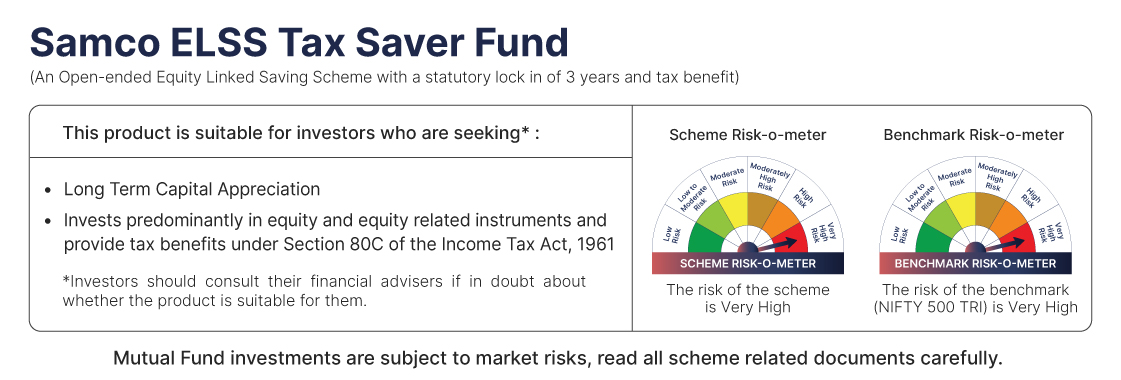 Samco ELSS Tax Saver Fund
(An Open-ended Equity Linked Saving Scheme with a statutory lock in of 3 years and tax benefit)
This product is suitable for investors who are seeking* :
• Long Term Capital Appreciation
• Invests predominantly in equity and equity related instruments and
provide tax benefits under Section 80C of the Income Tax Act, 1961
*Investors should consult their financial advisers if in doubt about
whether the product is suitable for them.
Scheme Risk-o-meter
Low
Risk
Low to
Moderate
Risk
Moderate
Risk
Moderately
High
Risk
High
Risk
Very
High
Risk
SCHEME RISK-O-METER
The risk of the scheme
is Very High
Benchmark Risk-o-meter
Low
Risk
Low to
Moderate
Risk
Moderate
Risk
Moderately
High
Risk
High
Risk
Very
High
Risk
BENCHMARK RISK-O-METER
The risk of the benchmark
(NIFTY 500 TRI) is Very High
Mutual Fund investments are subject to market risks, read all scheme related documents carefully.